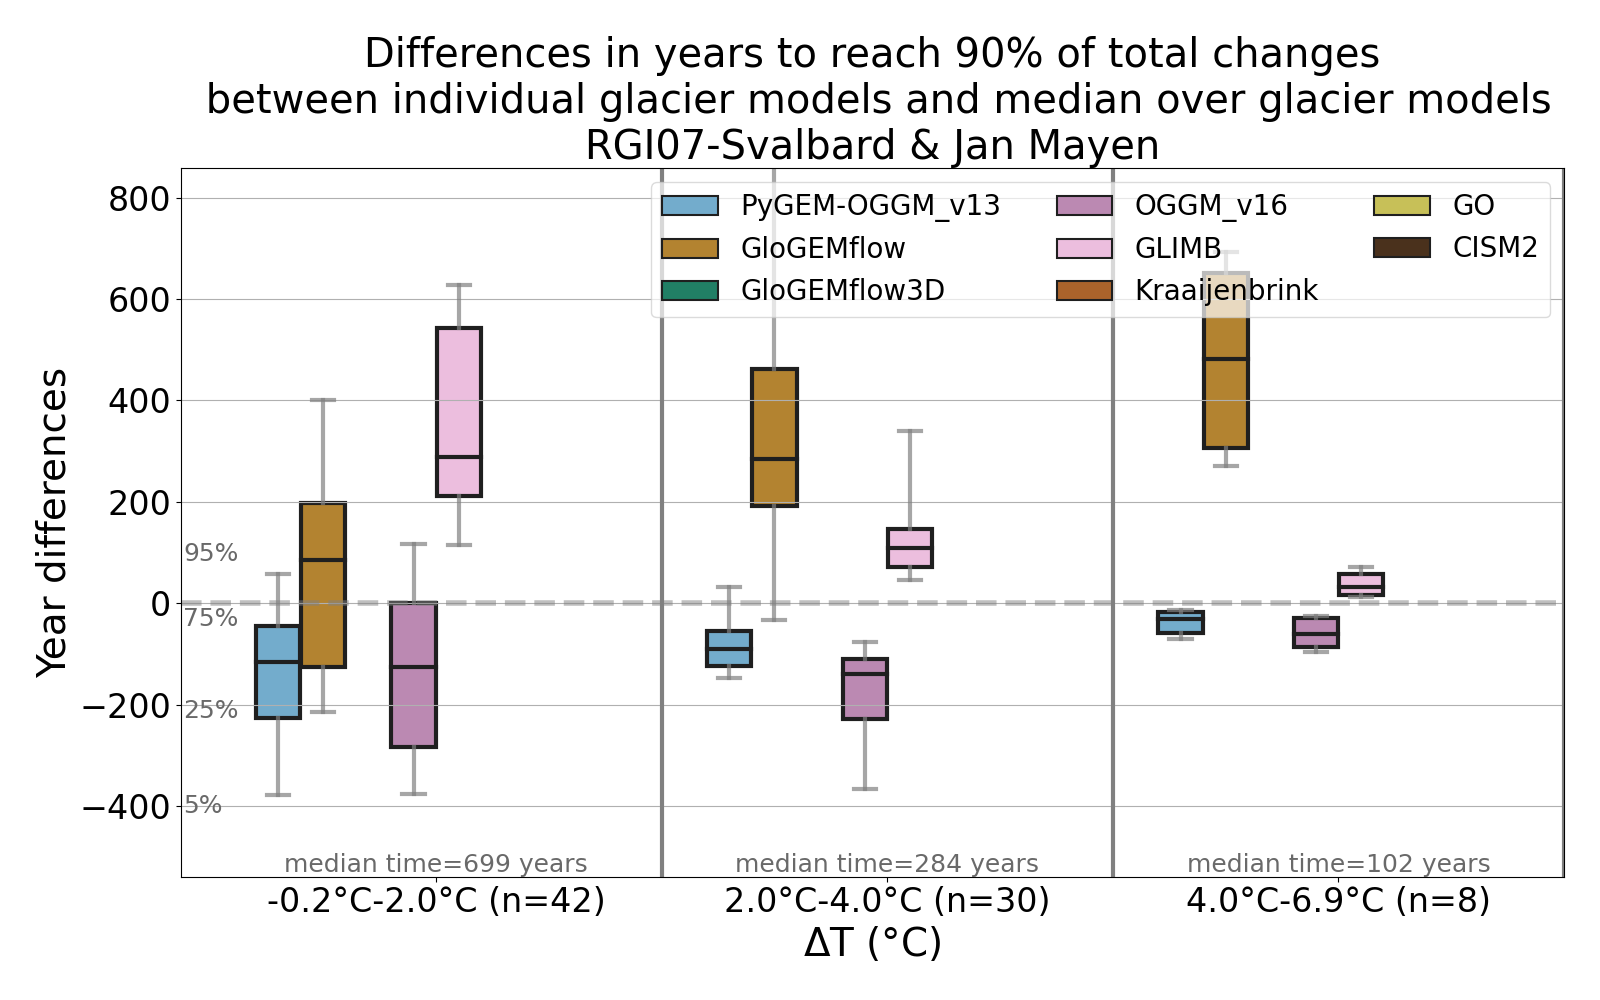 Differences in years to reach 90% of total changes
between individual glacier models and median over glacier models
RGI07-Svalbard & Jan Mayen
PyGEM-OGGM_v13
GloGEMflow
GloGEMflow3D
OGGM_v16
GLIMB
Kraaijenbrink
GO
CISM2
Year differences
800
600
400
200
0
−200
−400
95%
75%
25%
5%
median time=699 years
median time=284 years
median time=102 years
-0.2°C-2.0°C (n=42)
2.0°C-4.0°C (n=30)
4.0°C-6.9°C (n=8)
ΔT (°C)